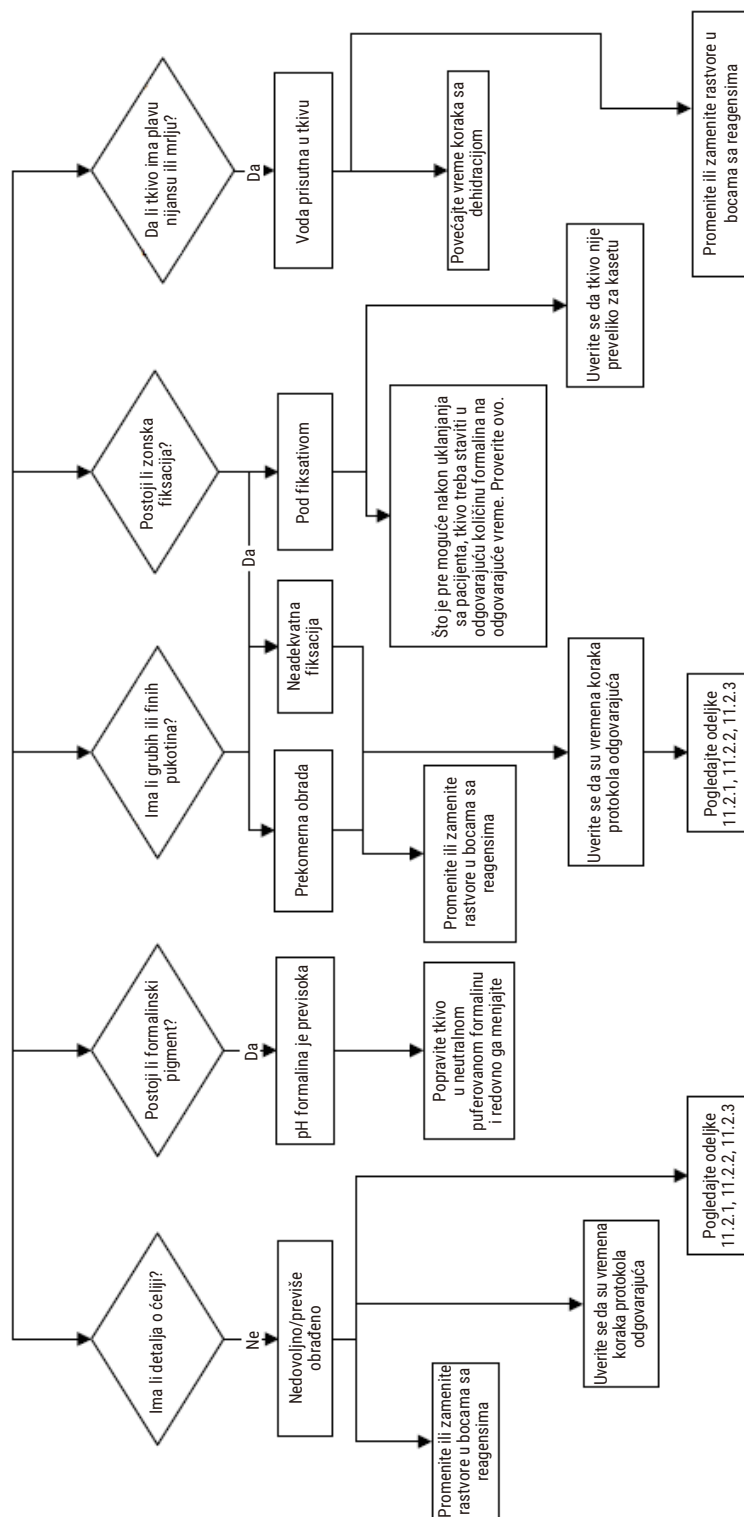 Ima li detalja o ćeliji?
Ne
Nedovoljno/previše
obrađeno
Promenite ili zamenite
rastvore u bocama sa
reagensima
Uverite se da su vremena
koraka protokola
odgovarajuća
Pogledajte odeljke
11.2.1, 11.2.2, 11.2.3
Postoji li formalinski
pigment?
Da
pH formalina je previsoka
Popravite tkivo
u neutralnom
puferovanom formalinu
i redovno ga menjajte
Ima li grubih ili finih
pukotina?
Da
Prekomerna obrada
Neadekvatna
fiksacija
Promenite ili zamenite
rastvore u bocama sa
reagensima
Uverite se da su vremena koraka
protokola odgovarajuća
Pogledajte odeljke
11.2.1, 11.2.2, 11.2.3
Postoji li zonska
fiksacija?
Pod fiksativom
Što je pre moguće nakon uklanjanja
sa pacijenta, tkivo treba staviti u
odgovarajuću količinu formalina na
odgovarajuće vreme. Proverite ovo.
Uverite se da tkivo nije
preveliko za kasetu
Da li tkivo ima plavu
nijansu ili mrlju?
Da
Voda prisutna u tkivu
Povećajte vreme koraka sa
dehidracijom
Promenite ili zamenite rastvore u
bocama sa reagensima